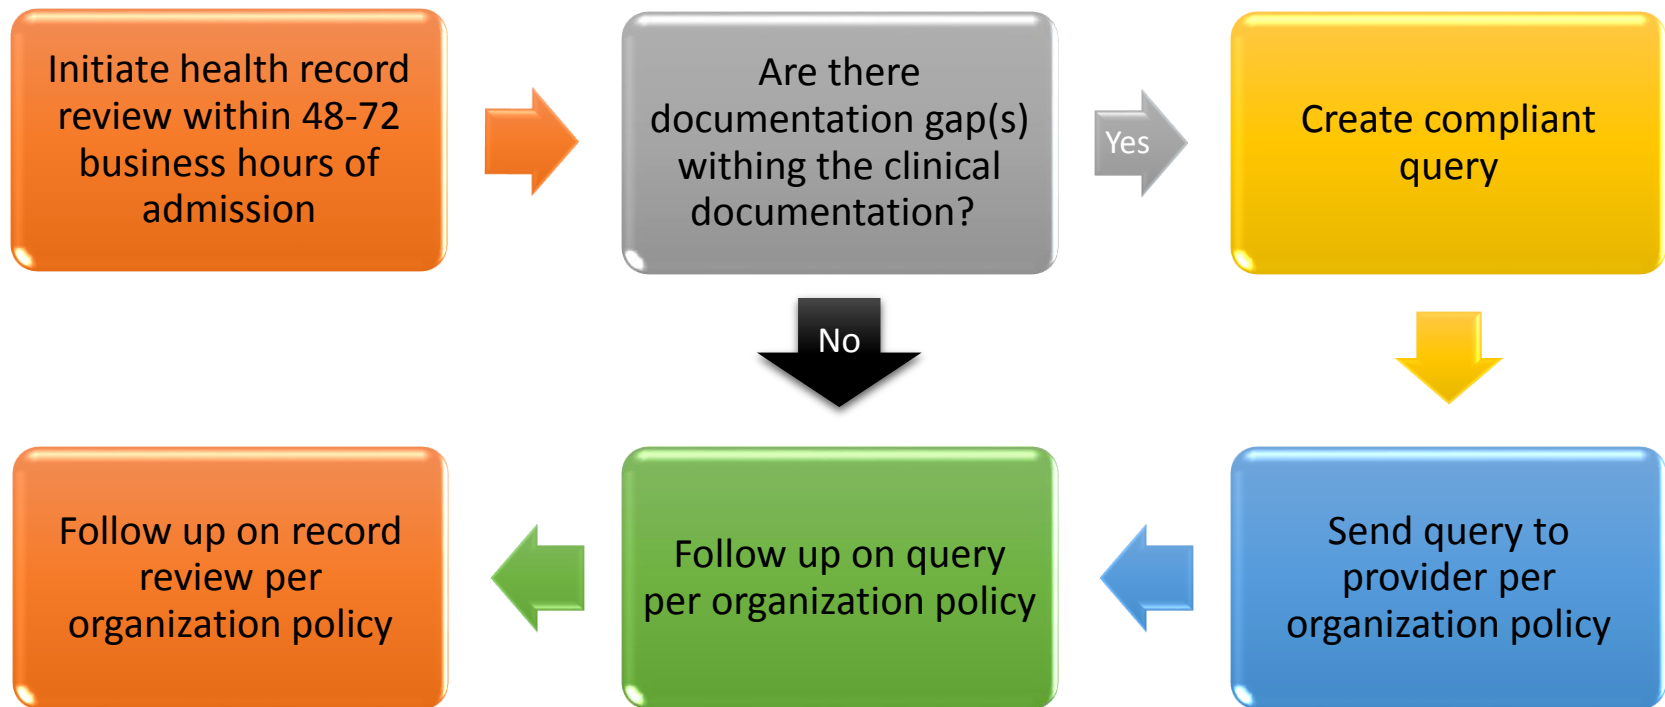 Initiate health record
review within 48-72
business hours of
admission
Are there
documentation gap(s)
withing the clinical
documentation?
Yes
Create compliant
query
No
Follow up on record
review per
organization policy
Follow up on query
per organization policy
Send query to
provider per
organization policy